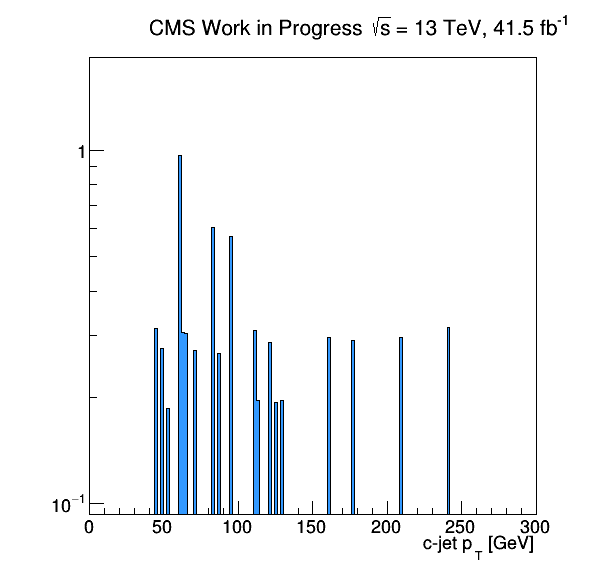 CMS Work in Progress √s = 13 TeV, 41.5 fb⁻¹
1
10⁻¹
0 50 100 150 200 250 300
c-jet p_T [GeV]